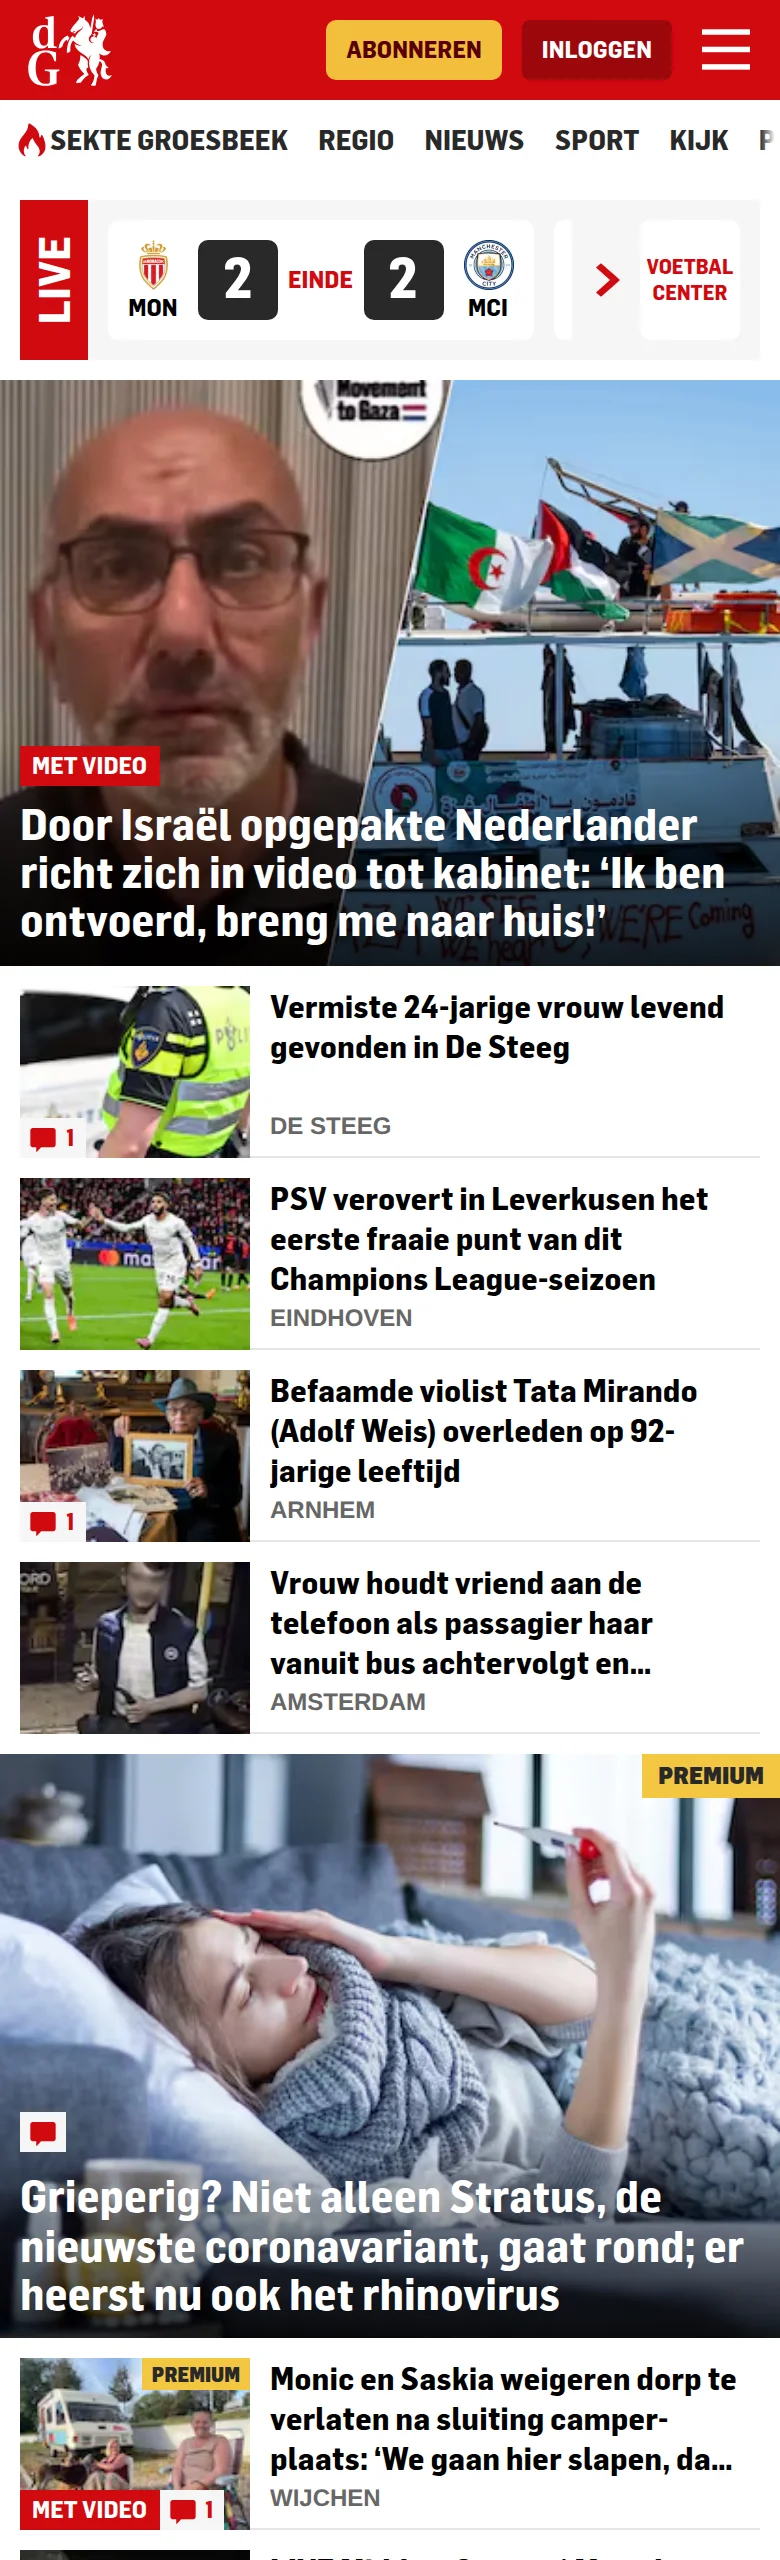 d
G
ABONNEREN
INLOGGEN
SEKTE GROESBEEK
REGIO
NIEUWS
SPORT
KIJK
LIVE
MON
2
EINDE
2
MCI
VOETBAL
CENTER
Movement
to Gaza
MET VIDEO
Door Israël opgepakte Nederlander
richt zich in video tot kabinet: ‘Ik ben
ontvoerd, breng me naar huis!’
WE'RE Coming
Vermiste 24-jarige vrouw levend
gevonden in De Steeg
DE STEEG
1
PSV verovert in Leverkusen het
eerste fraaie punt van dit
Champions League-seizoen
EINDHOVEN
Befaamde violist Tata Mirando
(Adolf Weis) overleden op 92-
jarige leeftijd
ARNHEM
1
Vrouw houdt vriend aan de
telefoon als passagier haar
vanuit bus achtervolgt en...
AMSTERDAM
PREMIUM
Grieperig? Niet alleen Stratus, de
nieuwste coronavariant, gaat rond; er
heerst nu ook het rhinovirus
PREMIUM
MET VIDEO
1
Monic en Saskia weigeren dorp te
verlaten na sluiting camper-
plaats: ‘We gaan hier slapen, da...
WIJCHEN